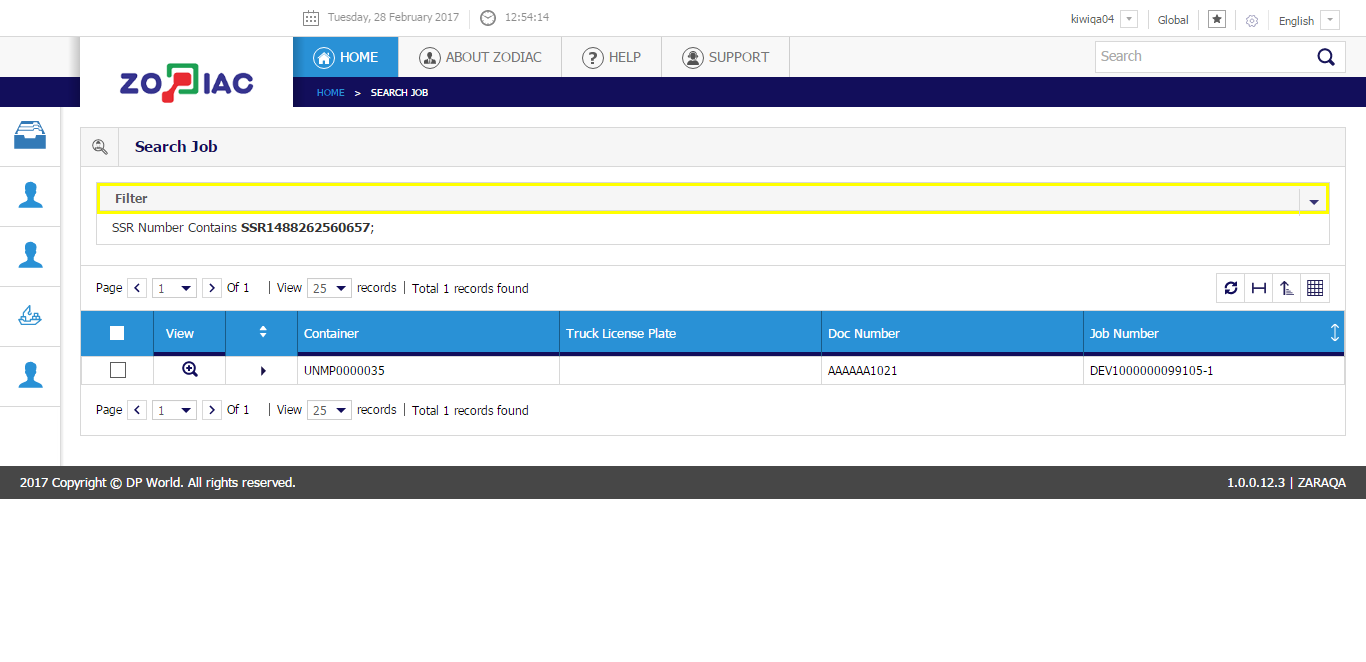 Tuesday, 28 February 2017 12:54:14 kiwiqa04 Global English
ZODIAC HOME ABOUT ZODIAC ? HELP SUPPORT Search
HOME > SEARCH JOB
Search Job
Filter
SSR Number Contains SSR1488262560657;
Page 1 Of 1 | View 25 records | Total 1 records found
View Container Truck License Plate Doc Number Job Number
UNMP0000035 AAAAAA1021 DEV1000000099105-1
Page 1 Of 1 | View 25 records | Total 1 records found
2017 Copyright © DP World. All rights reserved. 1.0.0.12.3 | ZARAQA